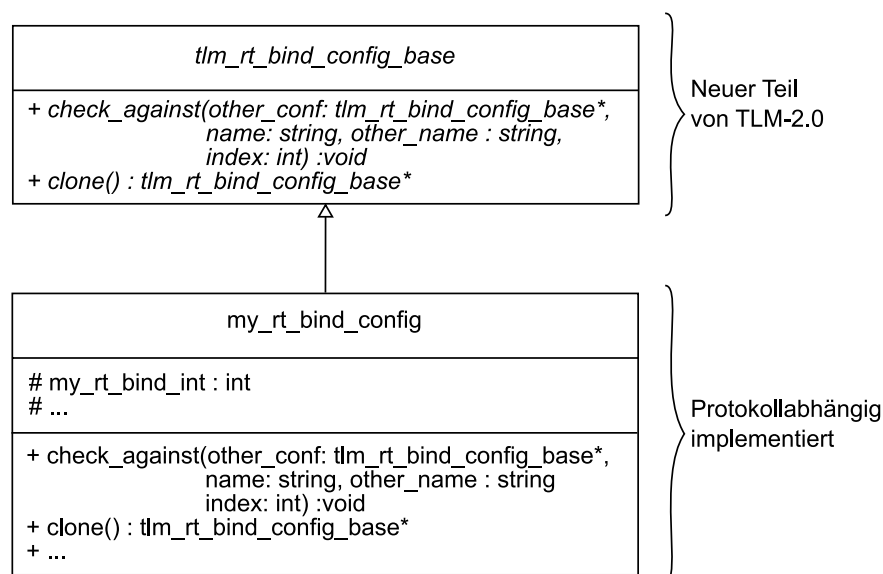 tlm_rt_bind_config_base
+ check_against(other_conf: tlm_rt_bind_config_base*,
name: string, other_name : string,
index: int) :void
+ clone() : tlm_rt_bind_config_base*
Neuer Teil
von TLM-2.0
my_rt_bind_config
# my_rt_bind_int : int
# ...
+ check_against(other_conf: tlm_rt_bind_config_base*,
name: string, other_name : string
index: int) :void
+ clone() : tlm_rt_bind_config_base*
+ ...
Protokollabhängig
implementiert